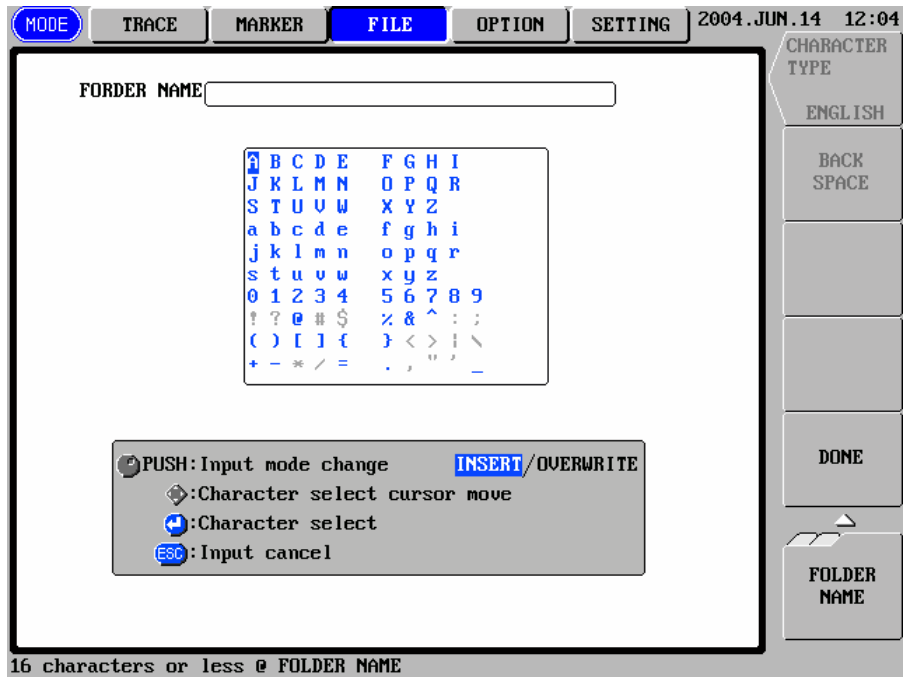 MODE TRACE MARKER FILE OPTION SETTING 2004.JUN.14 12:04
CHARACTER
TYPE
ENGLISH
BACK
SPACE
DONE
FOLDER
NAME
FORDER NAME
A B C D E F G H I
J K L M N O P Q R
S T U V W X Y Z
a b c d e f g h i
j k l m n o p q r
s t u v w x y z
0 1 2 3 4 5 6 7 8 9
! ? @ # $ % & ^ : ;
( ) [ ] { } < > ¦ \
+ - * / = . , " ' _
PUSH:Input mode change INSERT/OVERWRITE
:Character select cursor move
:Character select
ESC:Input cancel
16 characters or less @ FOLDER NAME